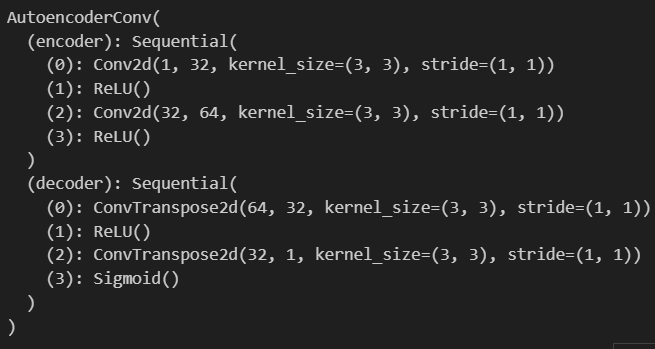 AutoencoderConv(
  (encoder): Sequential(
    (0): Conv2d(1, 32, kernel_size=(3, 3), stride=(1, 1))
    (1): ReLU()
    (2): Conv2d(32, 64, kernel_size=(3, 3), stride=(1, 1))
    (3): ReLU()
  )
  (decoder): Sequential(
    (0): ConvTranspose2d(64, 32, kernel_size=(3, 3), stride=(1, 1))
    (1): ReLU()
    (2): ConvTranspose2d(32, 1, kernel_size=(3, 3), stride=(1, 1))
    (3): Sigmoid()
  )
)